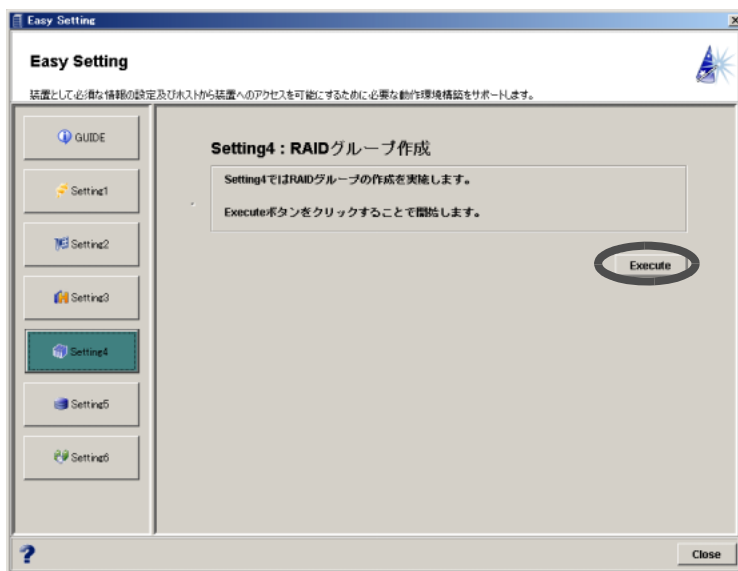 Easy Setting
Easy Setting
装置として必須な情報の設定及びホストから装置へのアクセスを可能にするために必要な動作環境構築をサポートします。
GUIDE
Setting1
Setting2
Setting3
Setting4
Setting5
Setting6
Setting4 : RAIDグループ作成
Setting4ではRAIDグループの作成を実施します。
Executeボタンをクリックすることで開始します。
Execute
?
Close